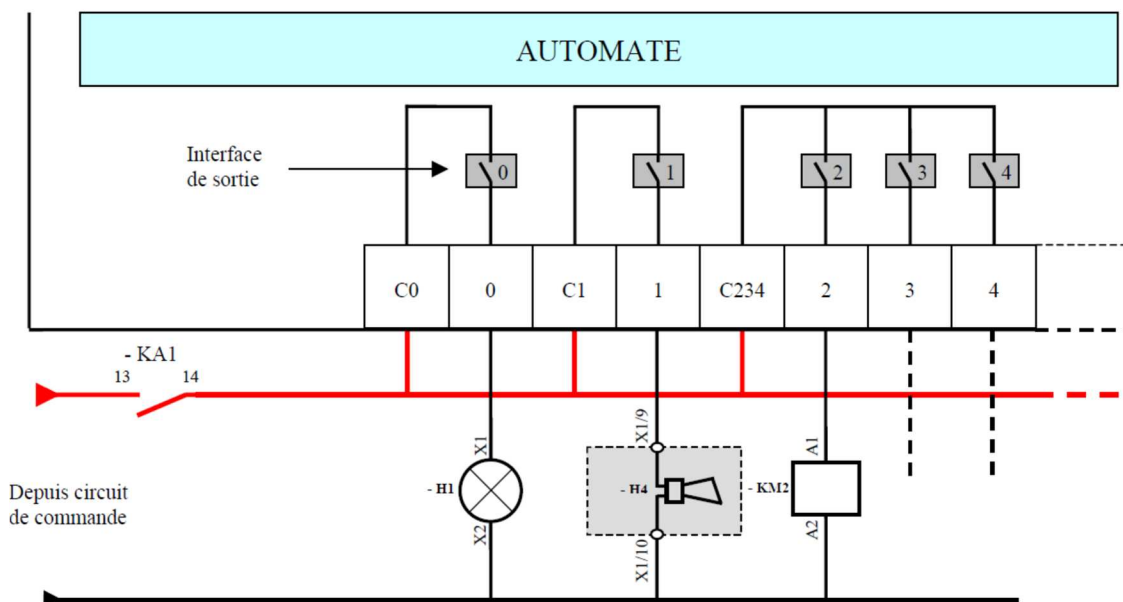 AUTOMATE
Interface
de sortie
0
1
2
3
4
C0
0
C1
1
C234
2
3
4
- KA1
13
14
X1
X1/9
A1
Depuis circuit
de commande
- H1
- H4
- KM2
X2
X1/10
A2